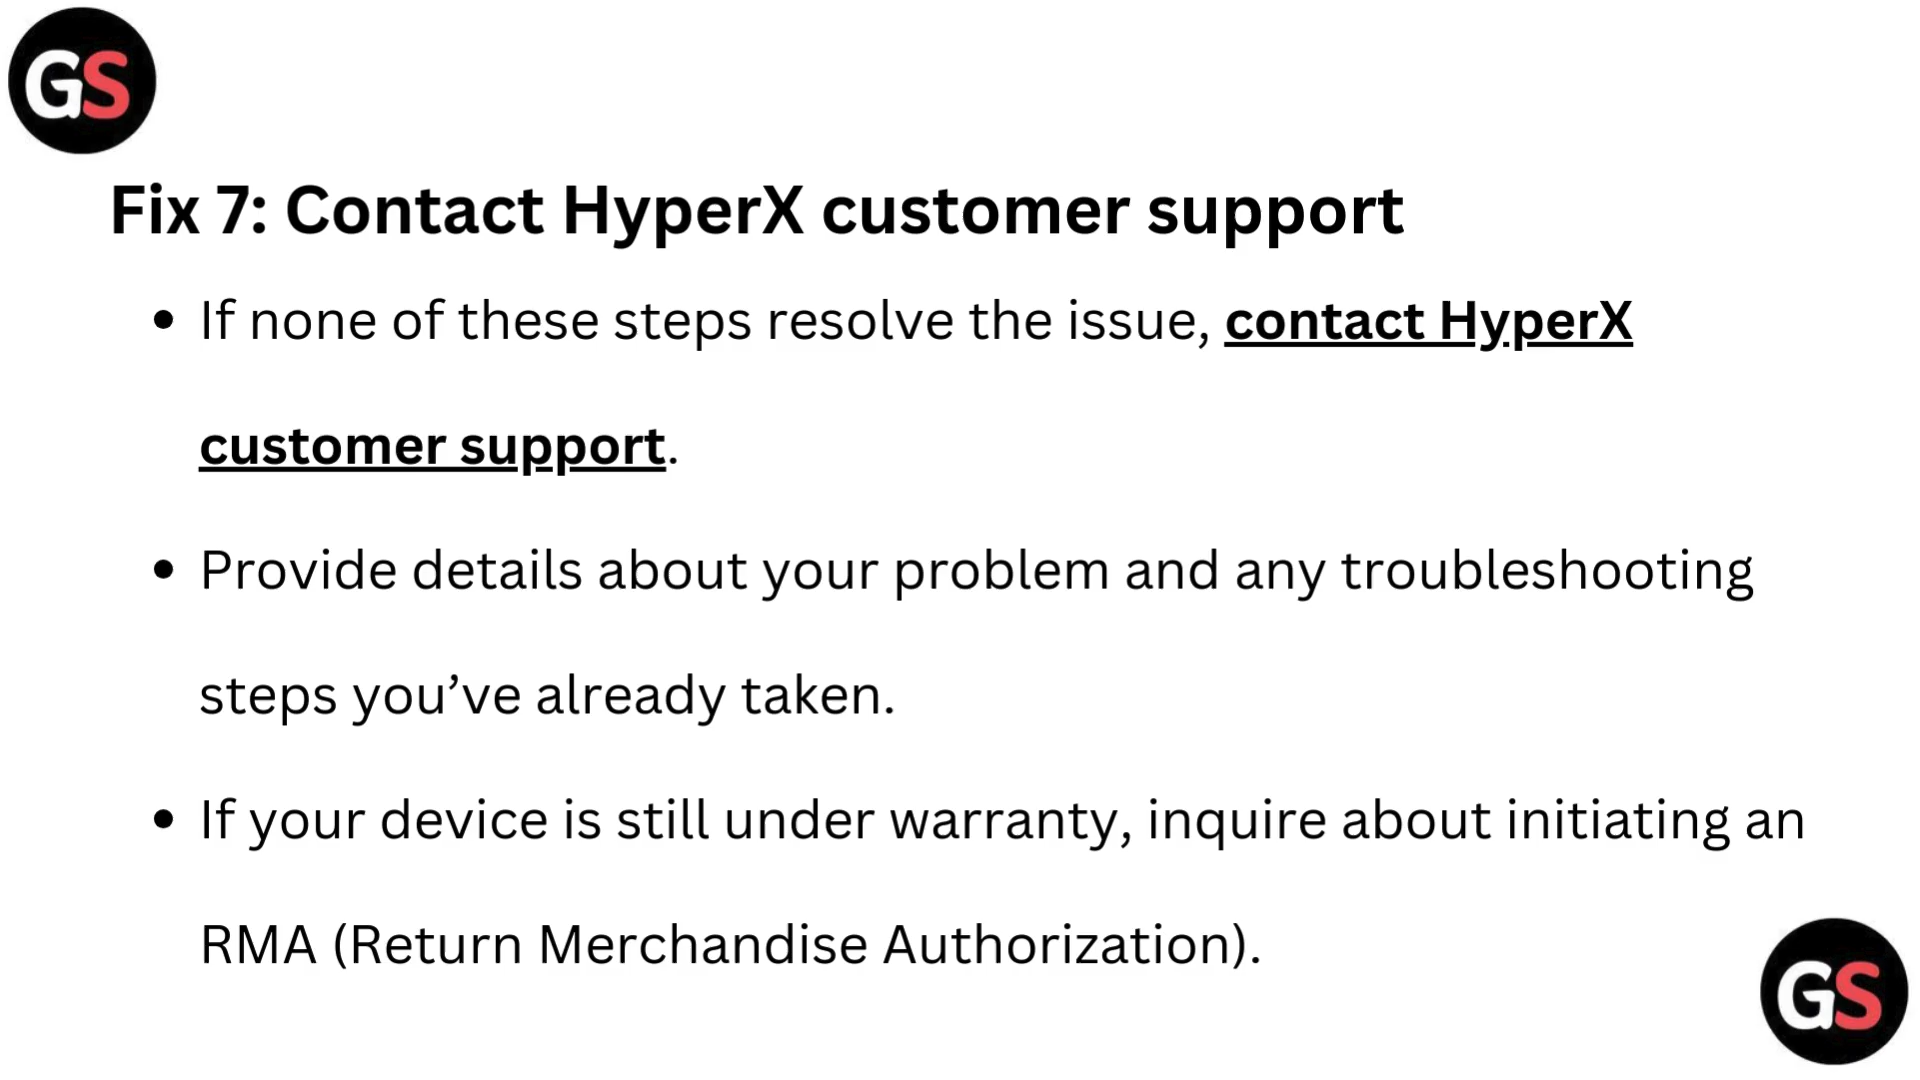 GS
Fix 7: Contact HyperX customer support
• If none of these steps resolve the issue, contact HyperX
customer support.
• Provide details about your problem and any troubleshooting
steps you’ve already taken.
• If your device is still under warranty, inquire about initiating an
RMA (Return Merchandise Authorization).
GS